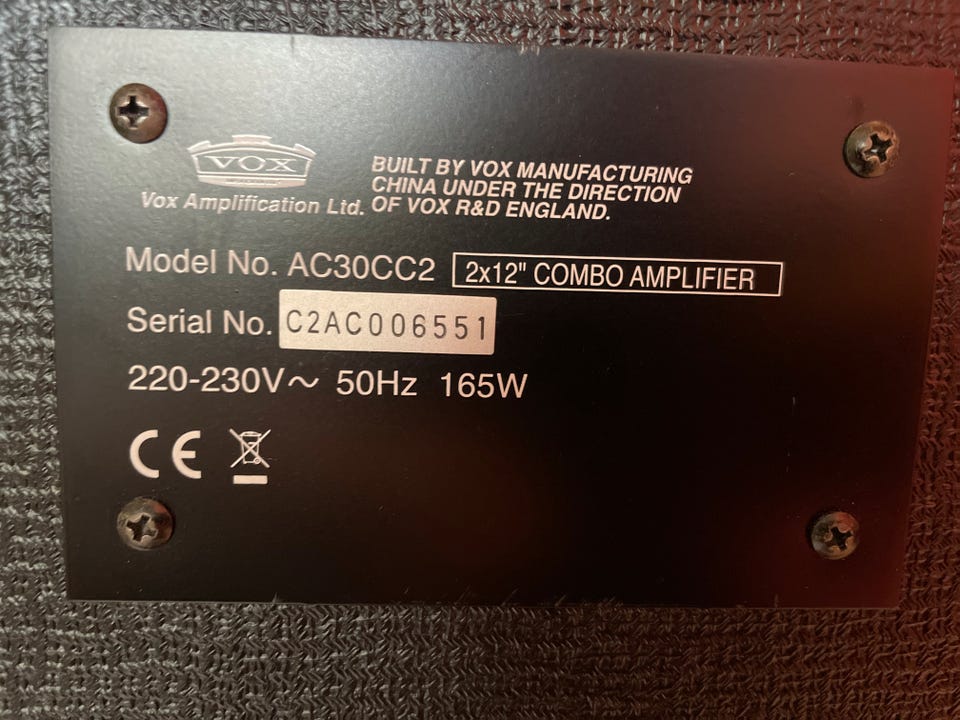 VOX
Vox Amplification Ltd.
BUILT BY VOX MANUFACTURING
CHINA UNDER THE DIRECTION
OF VOX R&D ENGLAND.
Model No. AC30CC2 2x12" COMBO AMPLIFIER
Serial No. C2AC006551
220-230V~ 50Hz 165W
CE